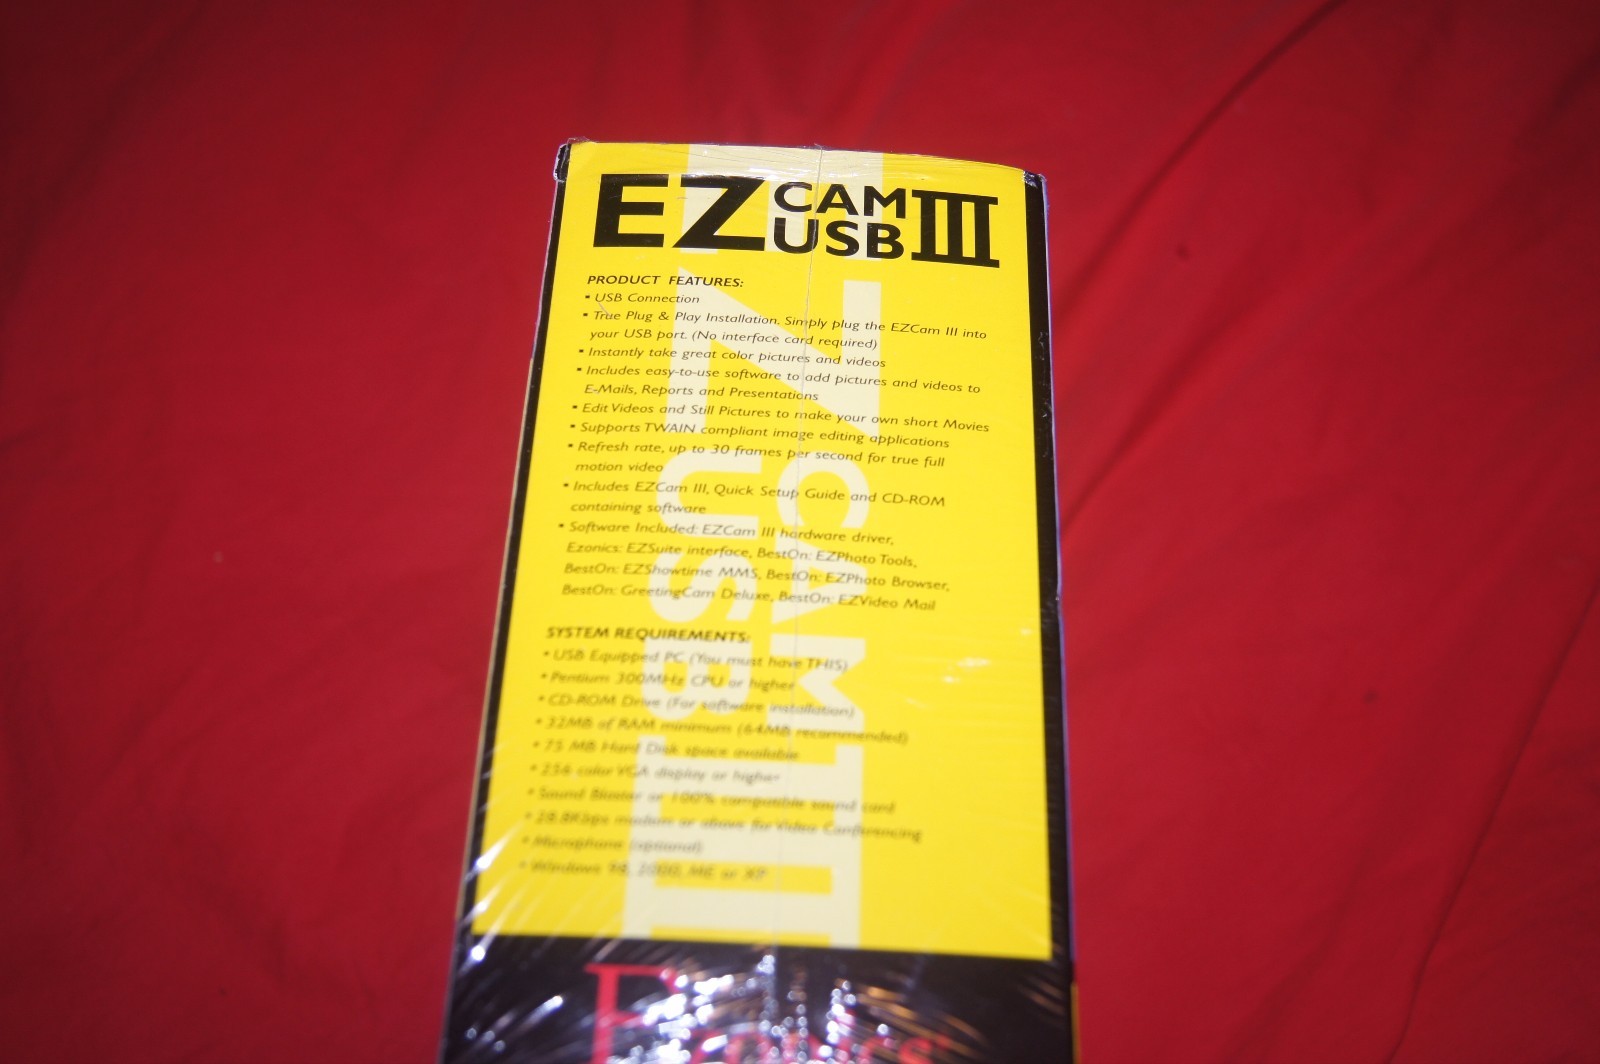 EZ CAM USB III
PRODUCT FEATURES:
▪ USB Connection
▪ True Plug & Play Installation. Simply plug the EZCam III into
your USB port. (No interface card required)
▪ Instantly take great color pictures and videos
▪ Includes easy-to-use software to add pictures and videos to
E-Mails, Reports and Presentations
▪ Edit Videos and Still Pictures to make your own short Movies
▪ Supports TWAIN compliant image editing applications
▪ Refresh rate, up to 30 frames per second for true full
motion video
▪ Includes EZCam III, Quick Setup Guide and CD-ROM
containing software
▪ Software Included: EZCam III hardware driver,
Ezonics: EZSuite interface, BestOn: EZPhoto Tools,
BestOn: EZShowtime MMS, BestOn: EZPhoto Browser,
BestOn: GreetingCam Deluxe, BestOn: EZVideo Mail
SYSTEM REQUIREMENTS:
• USB Equipped PC (You must have THIS)
• Pentium 300MHz CPU or higher
• CD-ROM Drive (For software installation)
• 32MB of RAM minimum (64MB recommended)
• 75 MB Hard Disk space available
• 256 color VGA display or higher
• Sound Blaster or 100% compatible sound card
• 28.8Kbps modem or above for Video Conferencing
• Microphone (optional)
• Windows 98, 2000, ME or XP
EZ CAM USB III
Ezonics